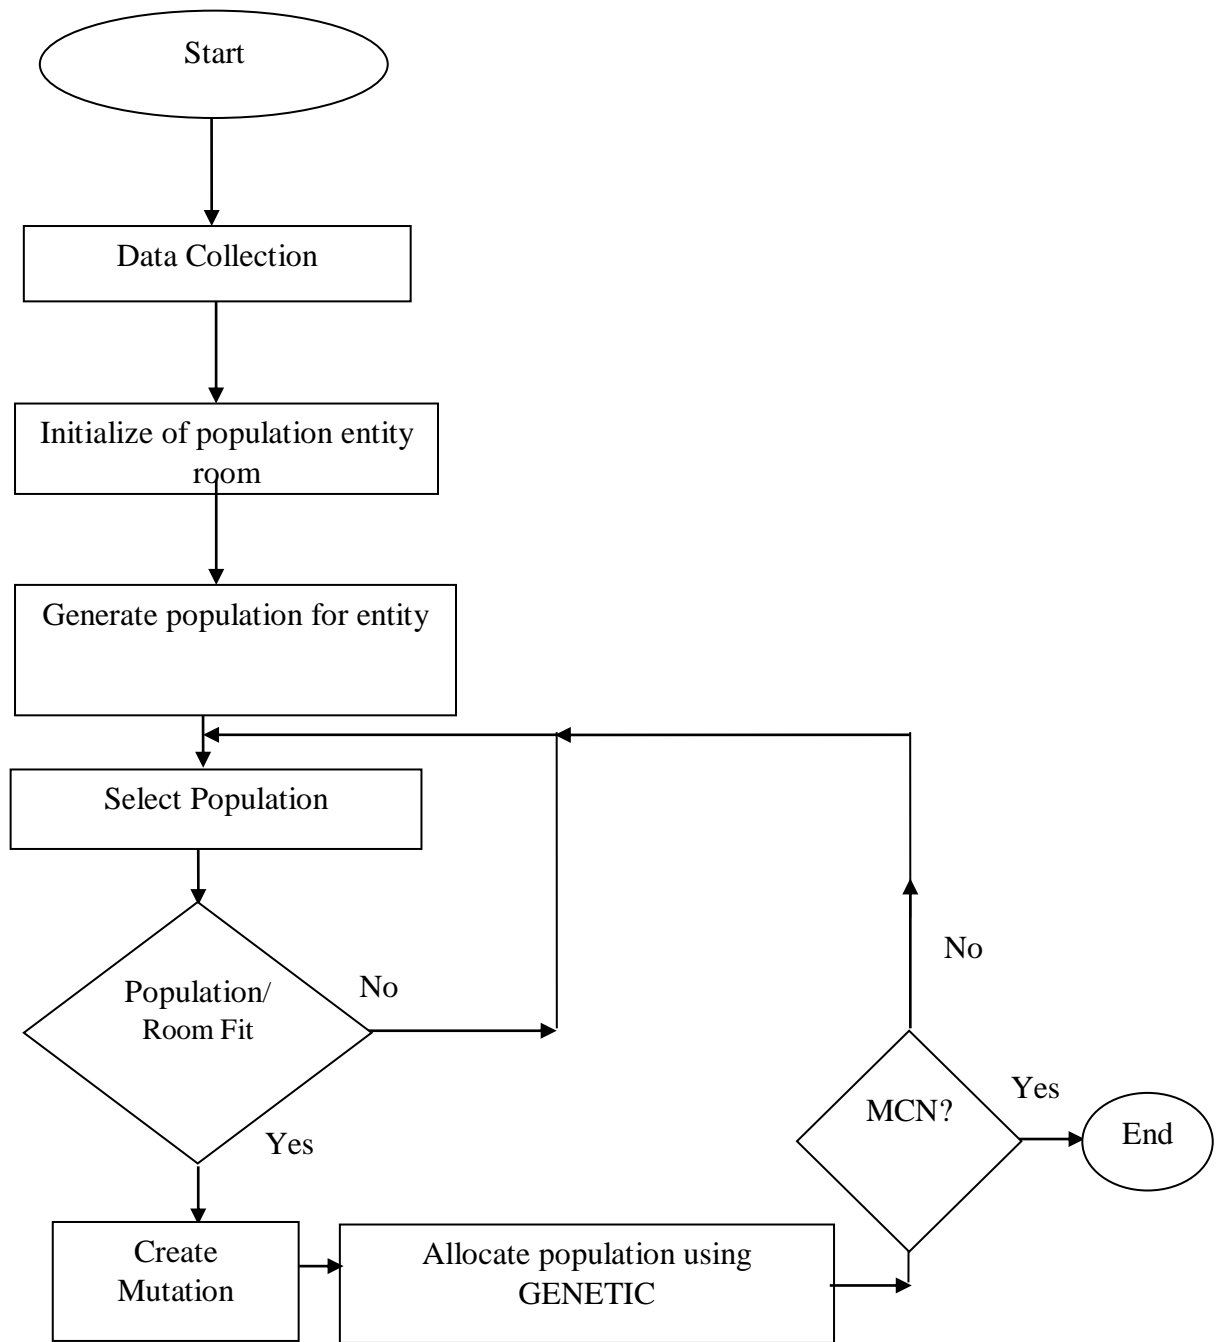 Start
Data Collection
Initialize of population entity
room
Generate population for entity
Select Population
Population/
Room Fit
No
Yes
Create
Mutation
Allocate population using
GENETIC
MCN?
No
Yes
End